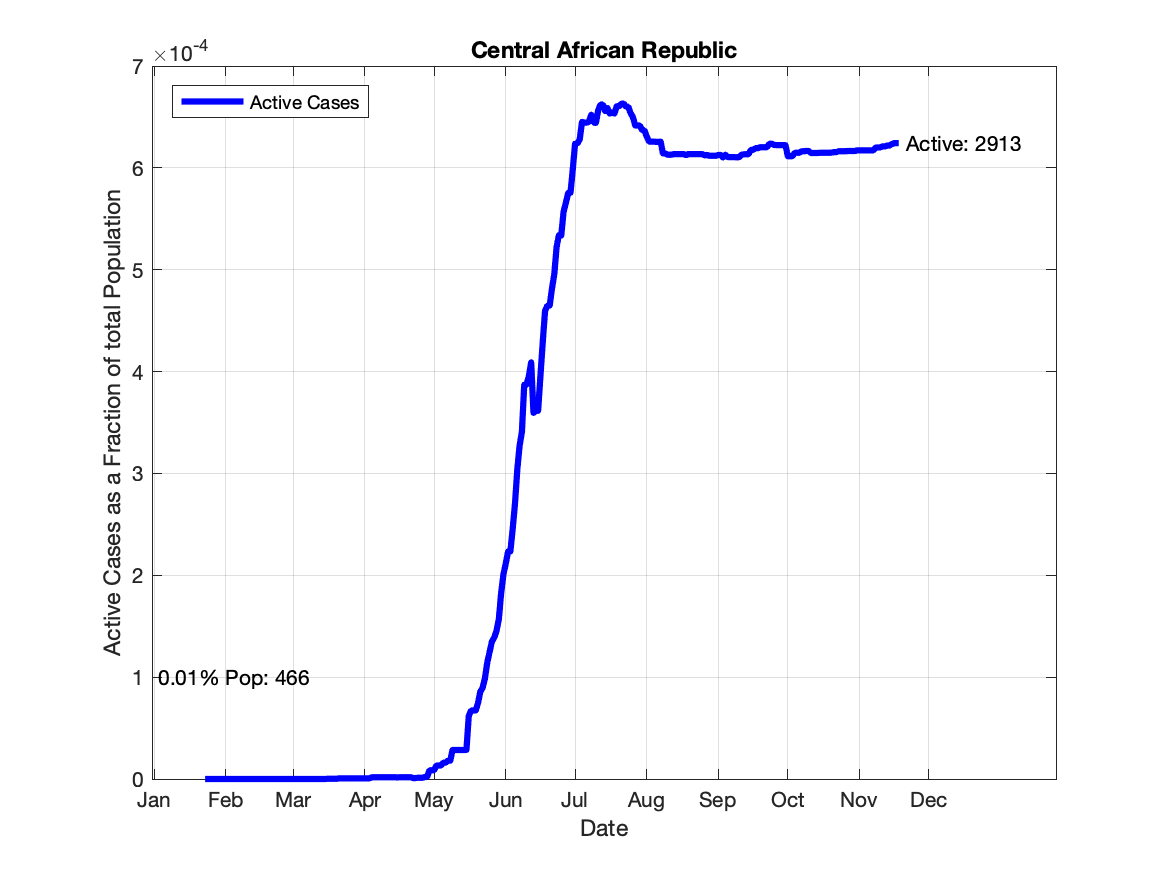 Central African Republic
×10-4
7
6
5
4
3
2
1
0
Active Cases as a Fraction of total Population
Active Cases
Active: 2913
0.01% Pop: 466
Jan Feb Mar Apr May Jun Jul Aug Sep Oct Nov Dec
Date